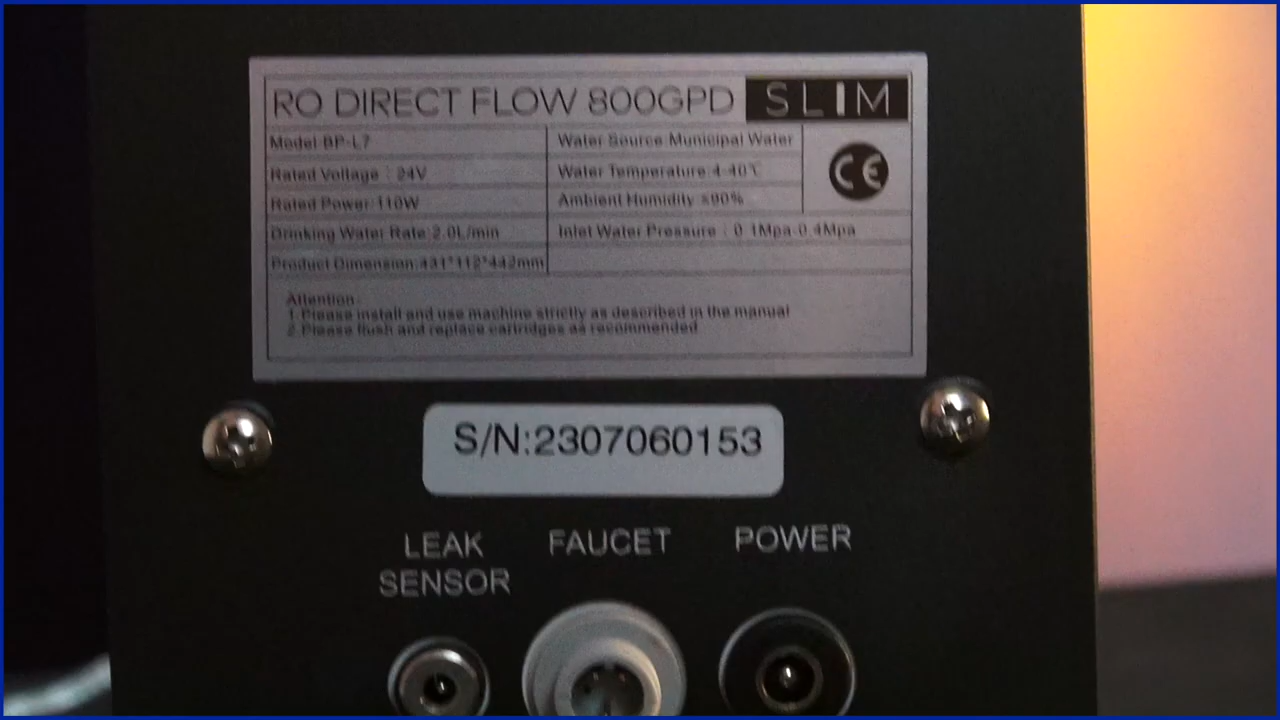 RO DIRECT FLOW 800GPD SLIM
Model BP-L7
Rated Voltage : 24V
Rated Power:110W
Drinking Water Rate:2.0L/min
Product Dimension:431*112*442mm
Water Source:Municipal Water
Water Temperature:4-40℃
Ambient Humidity ≤90%
Inlet Water Pressure : 0.1Mpa-0.4Mpa
CE
Attention:
1.Please install and use machine strictly as described in the manual
2.Please flush and replace cartridges as recommended
S/N:2307060153
LEAK SENSOR
FAUCET
POWER